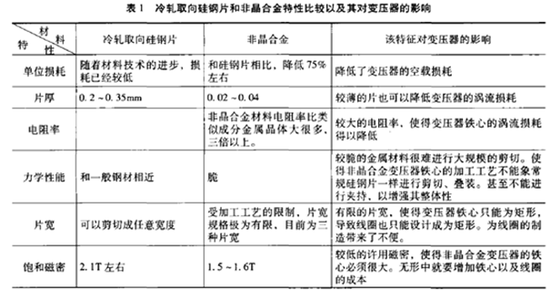 表1 冷轧取向硅钢片和非晶合金特性比较以及其对变压器的影响
材料
特性
冷轧取向硅钢片
非晶合金
该特征对变压器的影响
单位损耗
随着材料技术的进步，损
耗已经较低
和硅钢片相比，降低75%
左右
降低了变压器的空载损耗
片厚
0.2~0.35mm
0.02~0.04
较薄的片也可以降低变压器的涡流损耗
电阻率
非晶合金材料电阻率比类
似成分金属晶体大很多，
三倍以上。
较大的电阻率，使得变压器铁心的涡流损耗
得以降低
力学性能
和一般钢材相近
脆
较脆的金属材料很难进行大规模的剪切。使
得非晶合金变压器铁心的加工工艺不能象常
规硅钢片一样进行剪切、叠装。甚至不能进
行夹持，以增强其整体性
片宽
可以剪切成任意宽度
受加工工艺的限制，片宽
规格极为有限，目前为三
种片宽
有限的片宽，使得变压器铁心只能为矩形，
导致线圈也只能设计成为矩形。为线圈的制
造带来了不便。
饱和磁密
2.1T左右
1.5~1.6T
较低的许用磁密，使得非晶合金变压器的铁
心必须很大。无形中就要增加铁心以及线圈
的成本